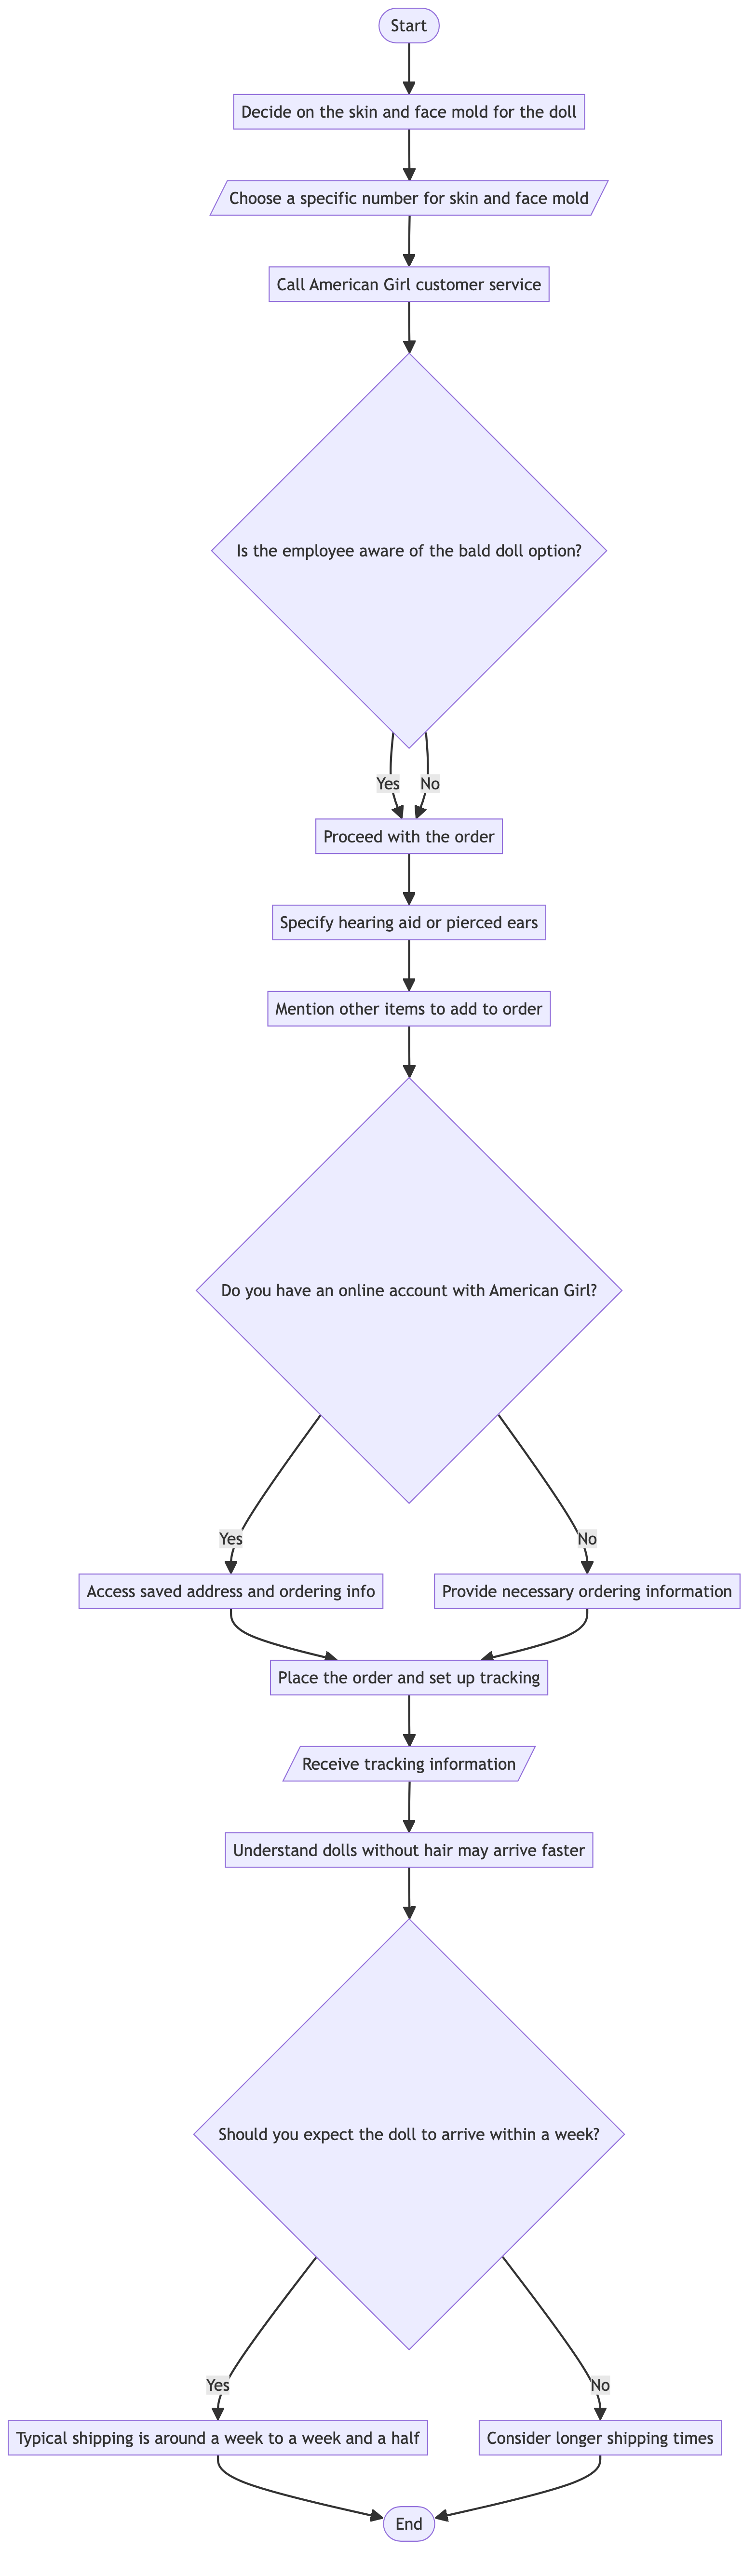 Start
Decide on the skin and face mold for the doll
Choose a specific number for skin and face mold
Call American Girl customer service
Is the employee aware of the bald doll option?
Yes
No
Proceed with the order
Specify hearing aid or pierced ears
Mention other items to add to order
Do you have an online account with American Girl?
Yes
No
Access saved address and ordering info
Provide necessary ordering information
Place the order and set up tracking
Receive tracking information
Understand dolls without hair may arrive faster
Should you expect the doll to arrive within a week?
Yes
No
Typical shipping is around a week to a week and a half
Consider longer shipping times
End